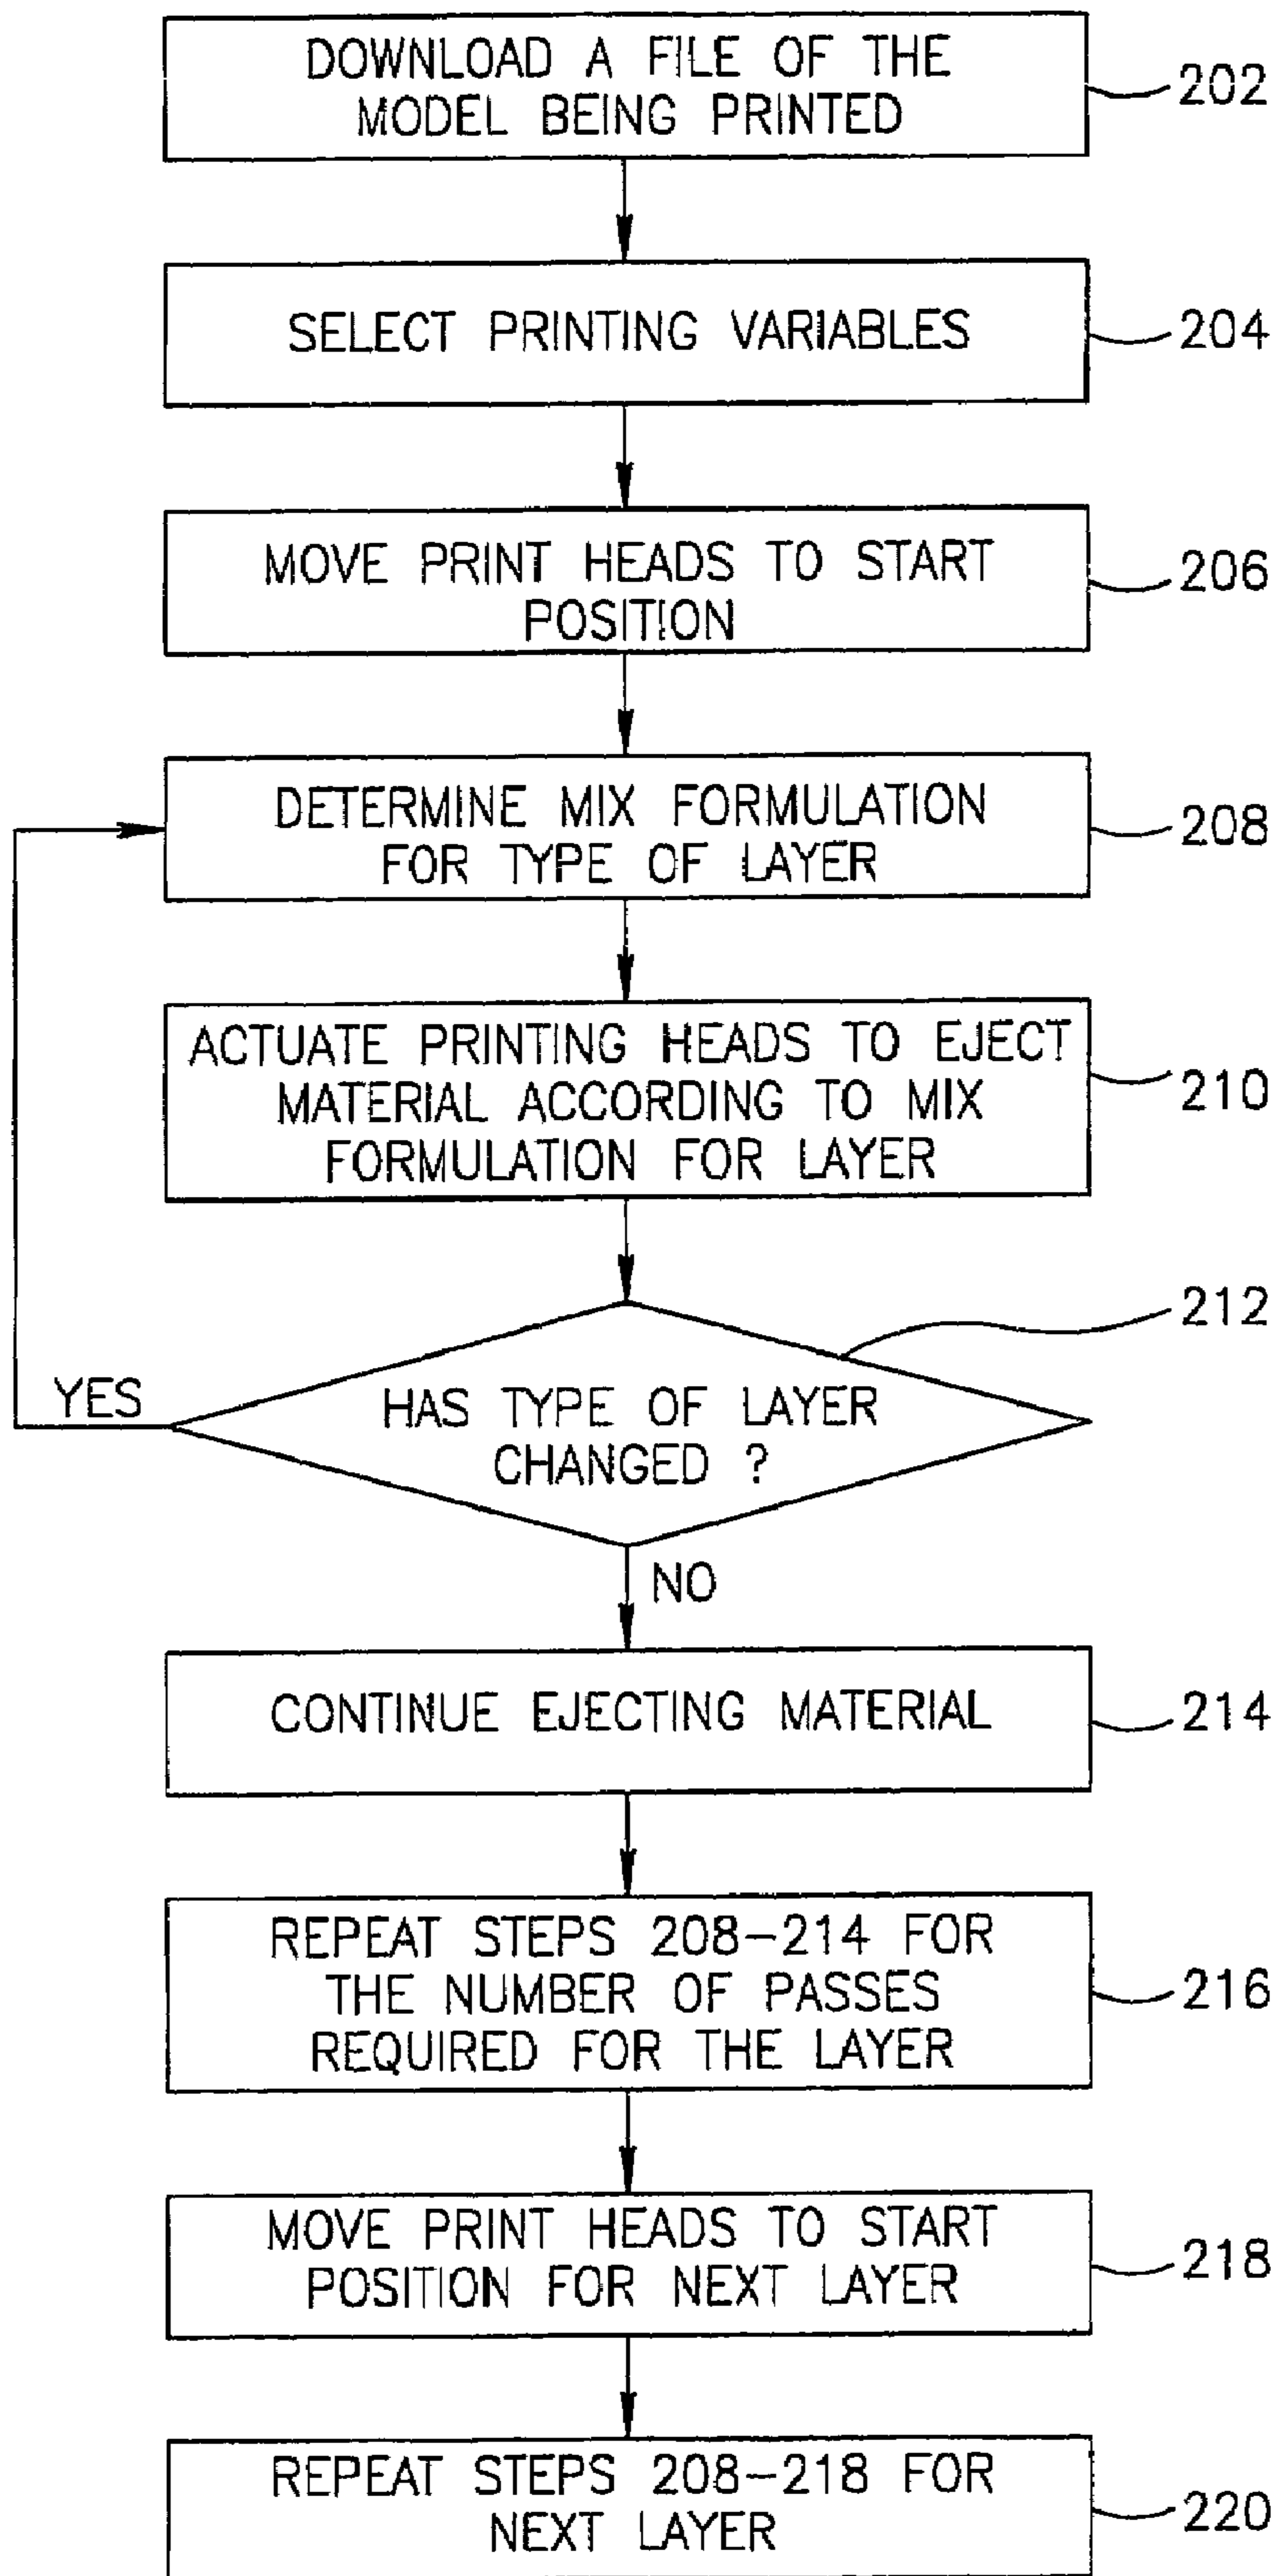 DOWNLOAD A FILE OF THE
MODEL BEING PRINTED
202
SELECT PRINTING VARIABLES
204
MOVE PRINT HEADS TO START
POSITION
206
DETERMINE MIX FORMULATION
FOR TYPE OF LAYER
208
ACTUATE PRINTING HEADS TO EJECT
MATERIAL ACCORDING TO MIX
FORMULATION FOR LAYER
210
212
YES
HAS TYPE OF LAYER
CHANGED ?
NO
CONTINUE EJECTING MATERIAL
214
REPEAT STEPS 208-214 FOR
THE NUMBER OF PASSES
REQUIRED FOR THE LAYER
216
MOVE PRINT HEADS TO START
POSITION FOR NEXT LAYER
218
REPEAT STEPS 208-218 FOR
NEXT LAYER
220